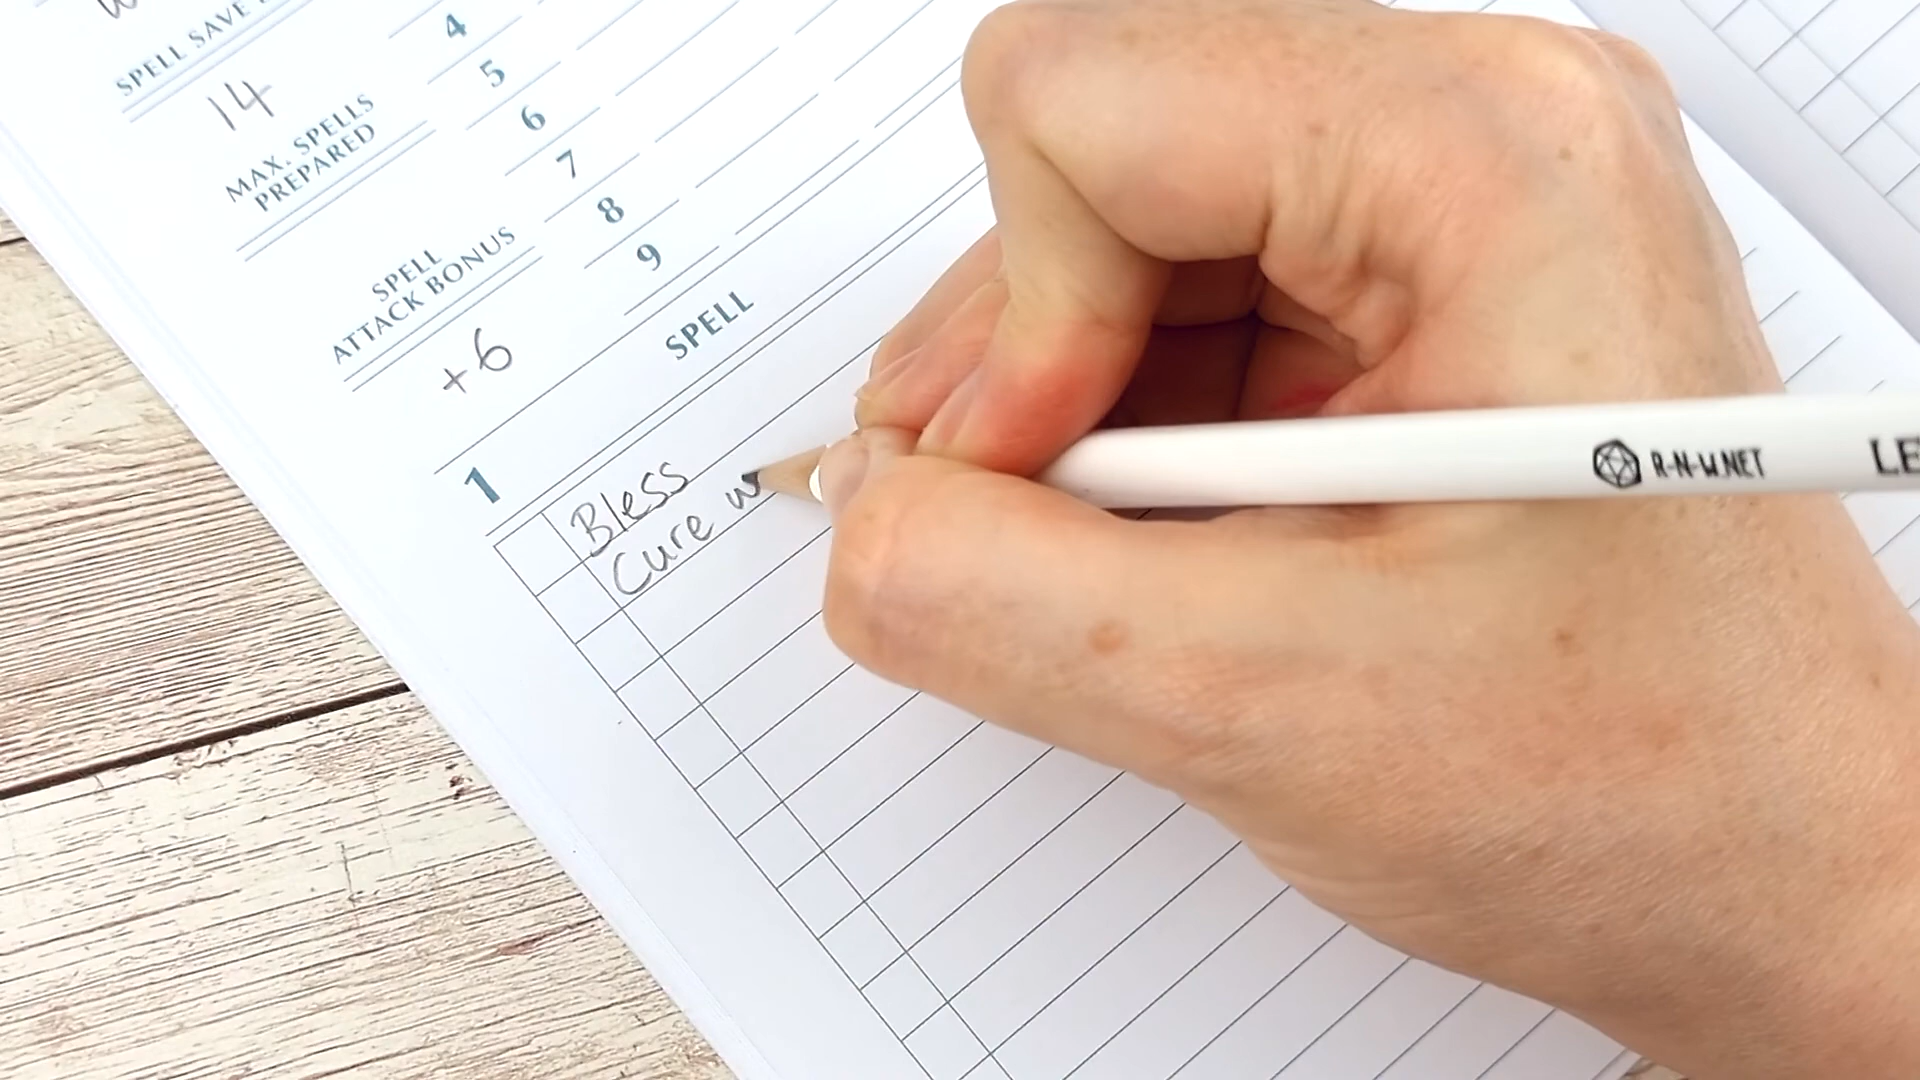 SPELL SAVE
14
MAX. SPELLS
PREPARED
SPELL
ATTACK BONUS
+6
4
5
6
7
8
9
SPELL
1
Bless
Cure w
R-N-W.NET
LE